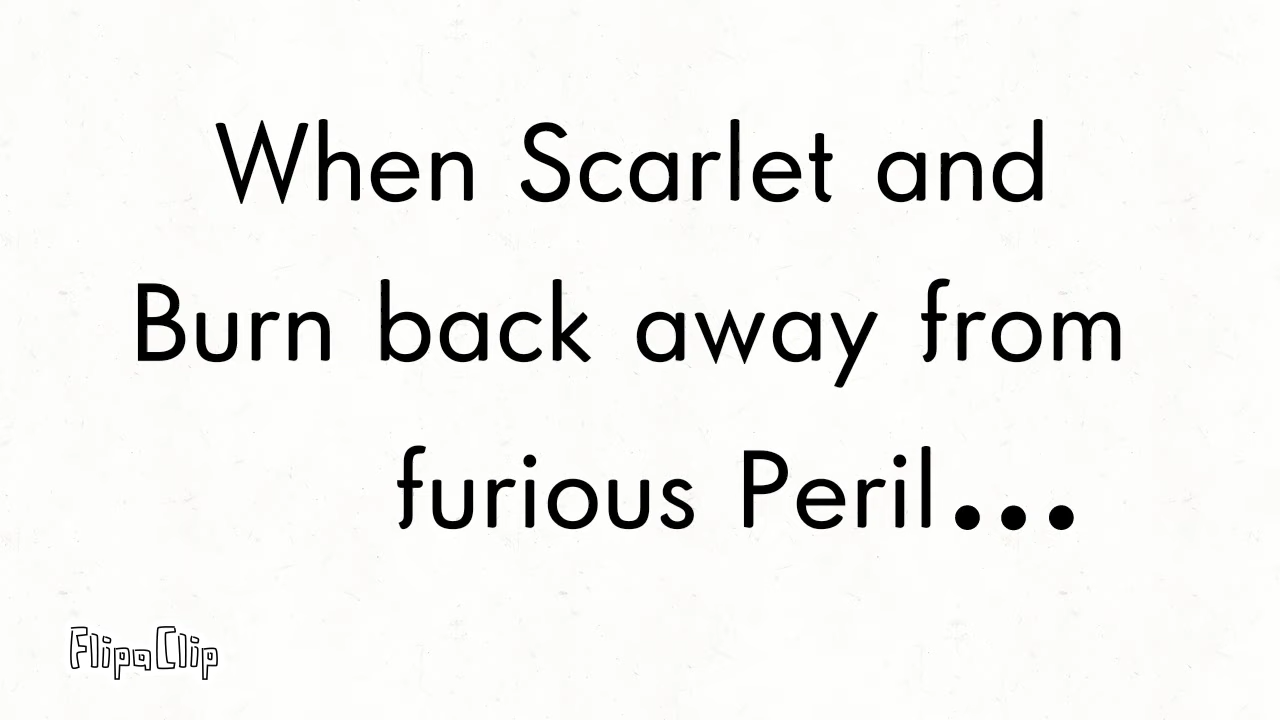 When Scarlet and
Burn back away from
furious Peril...
FlipaClip